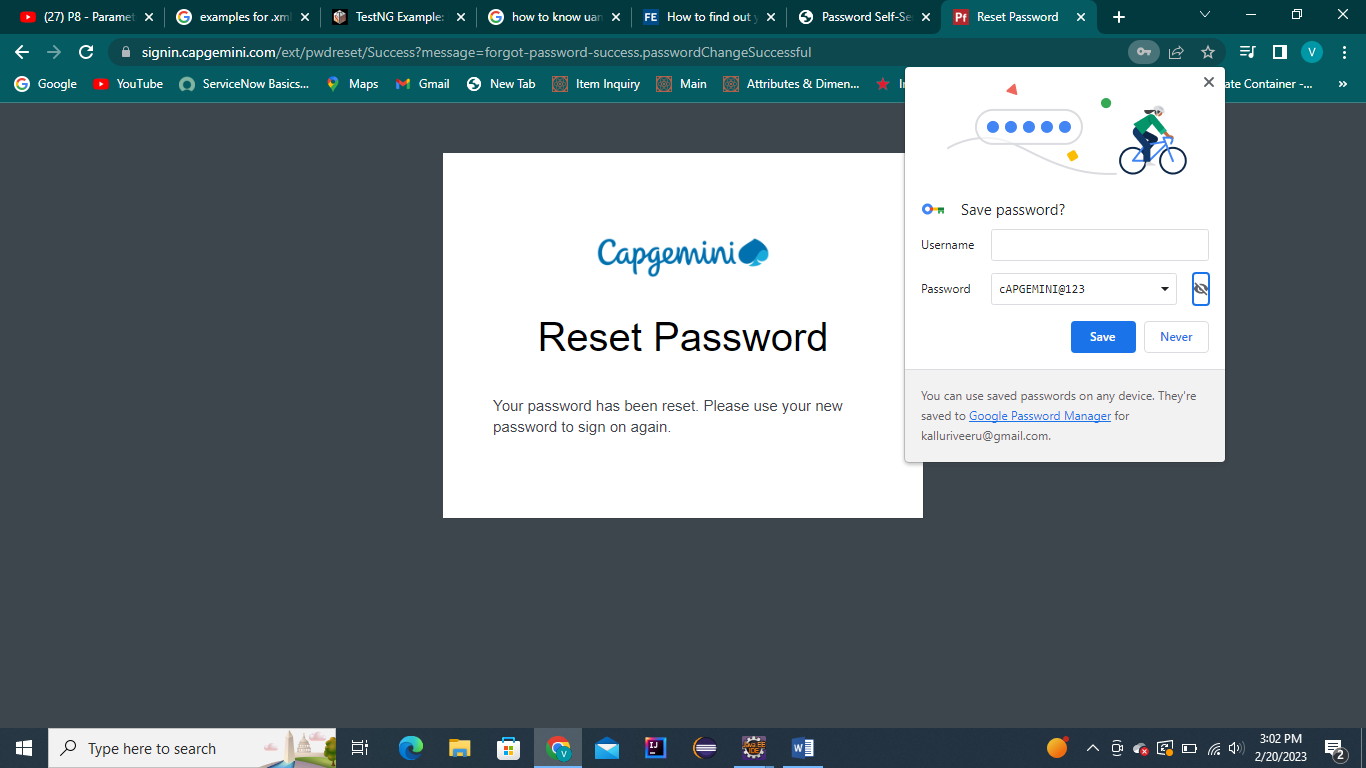 (27) P8 - Paramet
examples for .xml
TestNG Example:
how to know uar
How to find out y
Password Self-Se
Pf Reset Password
signin.capgemini.com/ext/pwdreset/Success?message=forgot-password-success.passwordChangeSuccessful
V
Google
YouTube
ServiceNow Basics...
Maps
Gmail
New Tab
Item Inquiry
Main
Attributes & Dimen...
ate Container -...
»
Save password?
Username
Password
cAPGEMINI@123
Save
Never
You can use saved passwords on any device. They're
saved to Google Password Manager for
kalluriveeru@gmail.com.
Capgemini
Reset Password
Your password has been reset. Please use your new
password to sign on again.
Type here to search
3:02 PM
2/20/2023
2